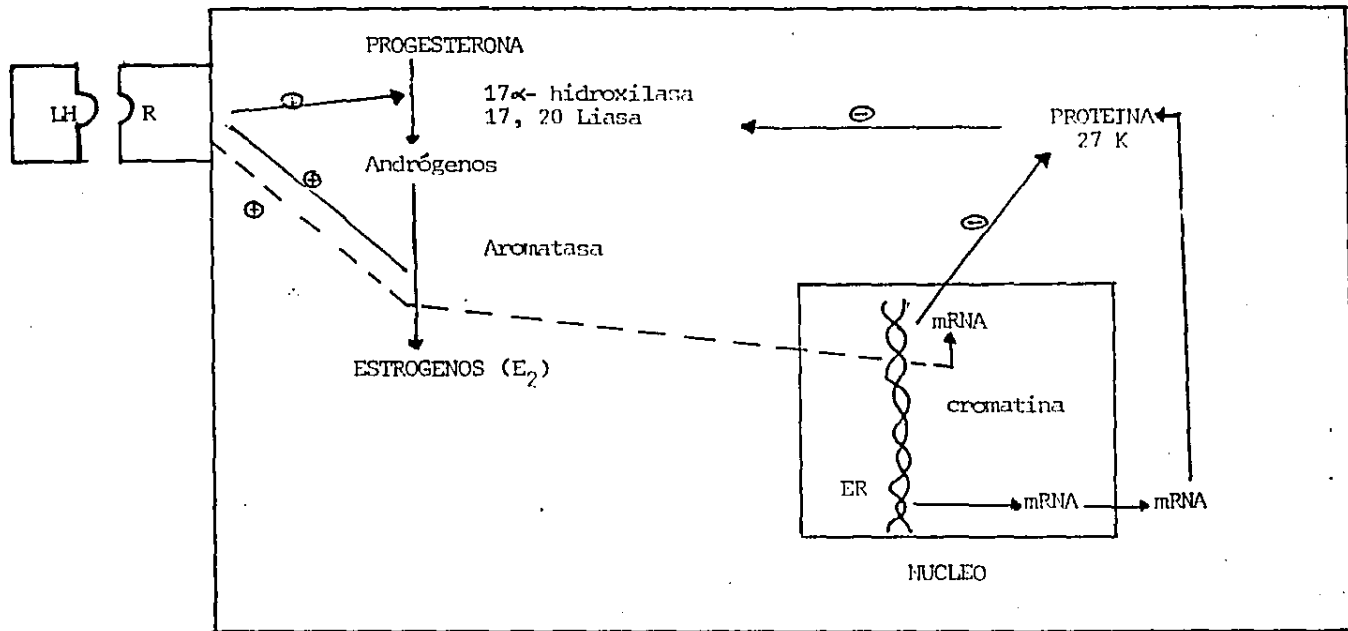 PROGESTERONA
LH R
⊕
17α- hidroxilasa
17, 20 Liasa
⊖
PROTEINA
27 K
Andrógenos
⊕
⊕
⊖
Aromatasa
mRNA
ESTROGENOS (E₂)
cromatina
ER
mRNA
mRNA
NUCLEO